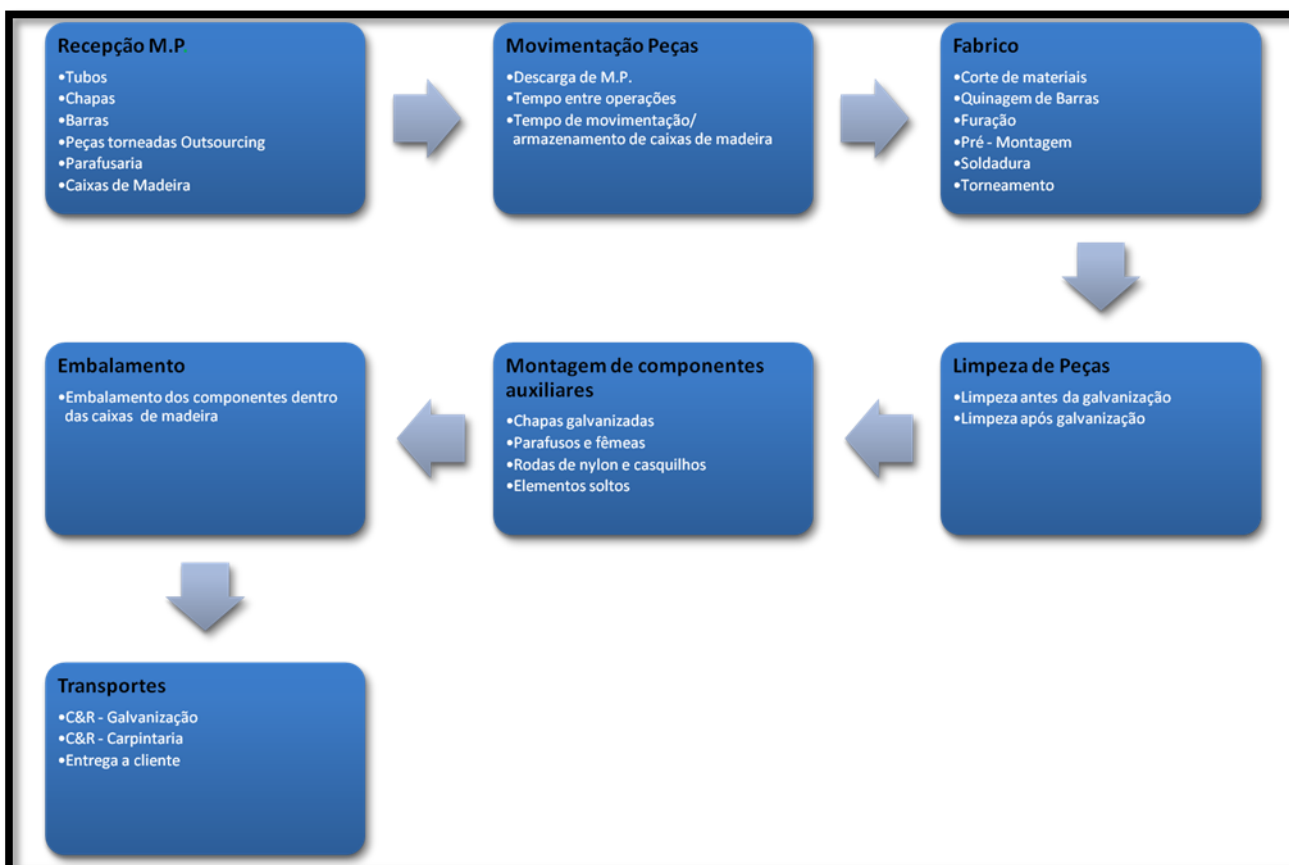 Recepção M.P
•Tubos
•Chapas
•Barras
•Peças torneadas Outsourcing
•Parafusaria
•Caixas de Madeira
Movimentação Peças
•Descarga de M.P.
•Tempo entre operações
•Tempo de movimentação/
armazenamento de caixas de madeira
Fabrico
•Corte de materiais
•Quinagem de Barras
•Furação
•Pré - Montagem
•Soldadura
•Torneamento
Limpeza de Peças
•Limpeza antes da galvanização
•Limpeza após galvanização
Montagem de componentes
auxiliares
•Chapas galvanizadas
•Parafusos e fêmeas
•Rodas de nylon e casquilhos
•Elementos soltos
Embalamento
•Embalamento dos componentes dentro
das caixas de madeira
Transportes
•C&R - Galvanização
•C&R - Carpintaria
•Entrega a cliente